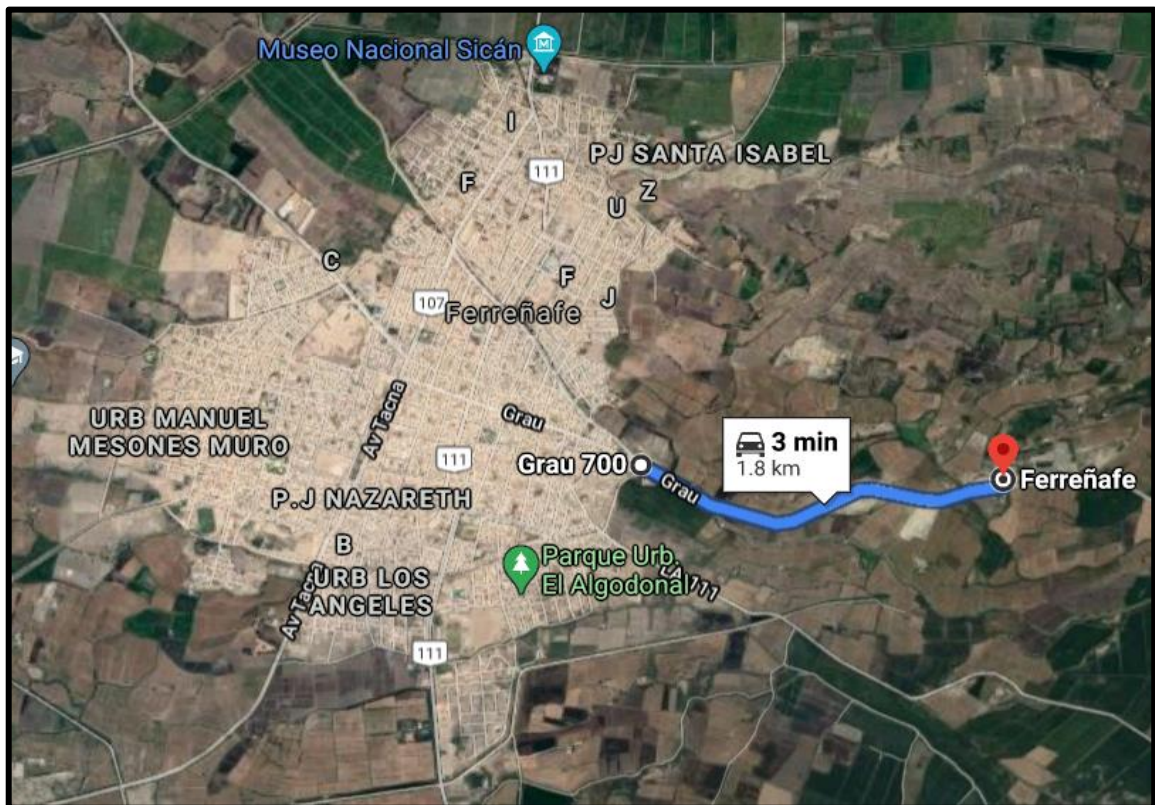 Museo Nacional Sicán
I
PJ SANTA ISABEL
111
F
Z
U
C
F
J
107
Ferreñafe
Av Tacna
Grau
URB MANUEL
MESONES MURO
3 min
1.8 km
111
Grau 700
Grau
Ferreñafe
P.J NAZARETH
B
Parque Urb.
El Algodonal
URB LOS
ANGELES
Av Tacna
LA-111
111